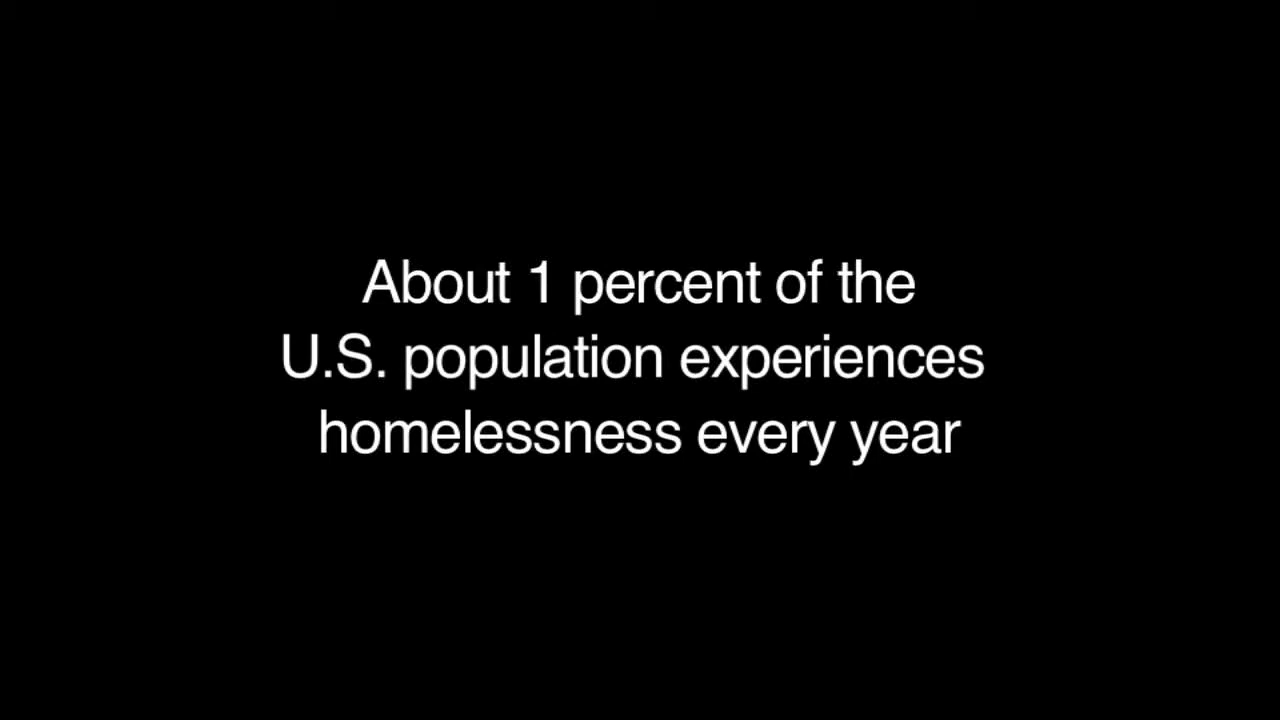 About 1 percent of the
U.S. population experiences
homelessness every year